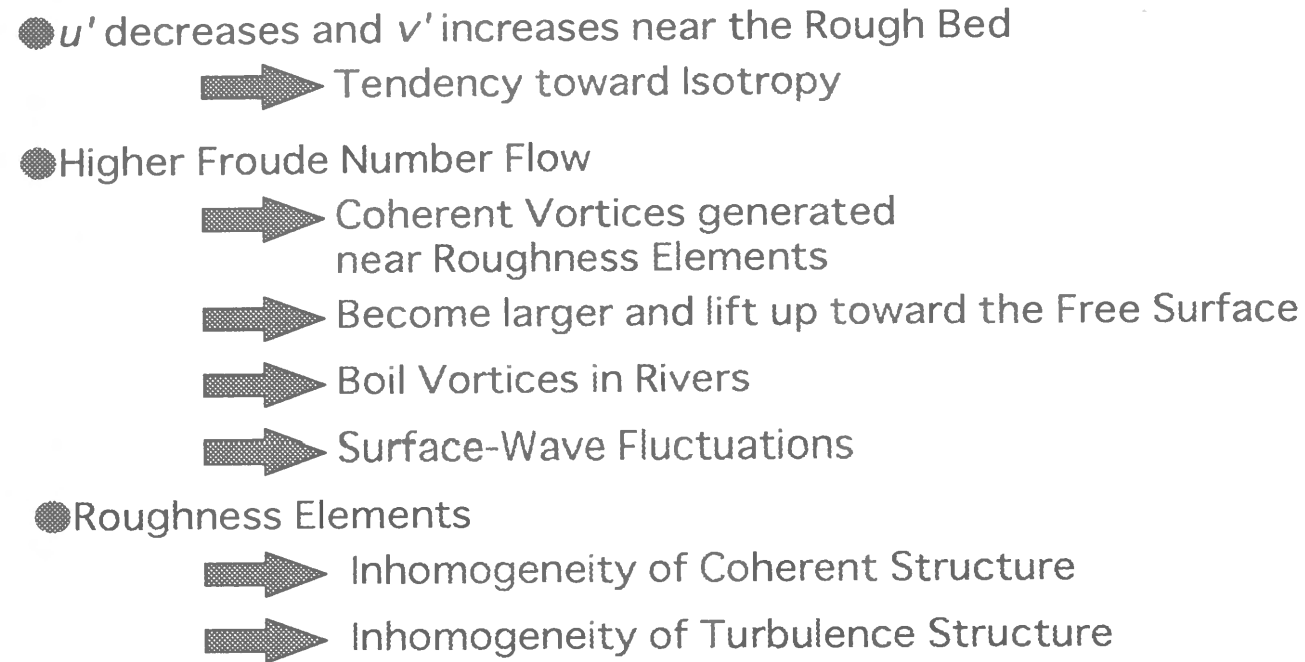 u' decreases and v' increases near the Rough Bed
Tendency toward Isotropy
Higher Froude Number Flow
Coherent Vortices generated
near Roughness Elements
Become larger and lift up toward the Free Surface
Boil Vortices in Rivers
Surface-Wave Fluctuations
Roughness Elements
Inhomogeneity of Coherent Structure
Inhomogeneity of Turbulence Structure